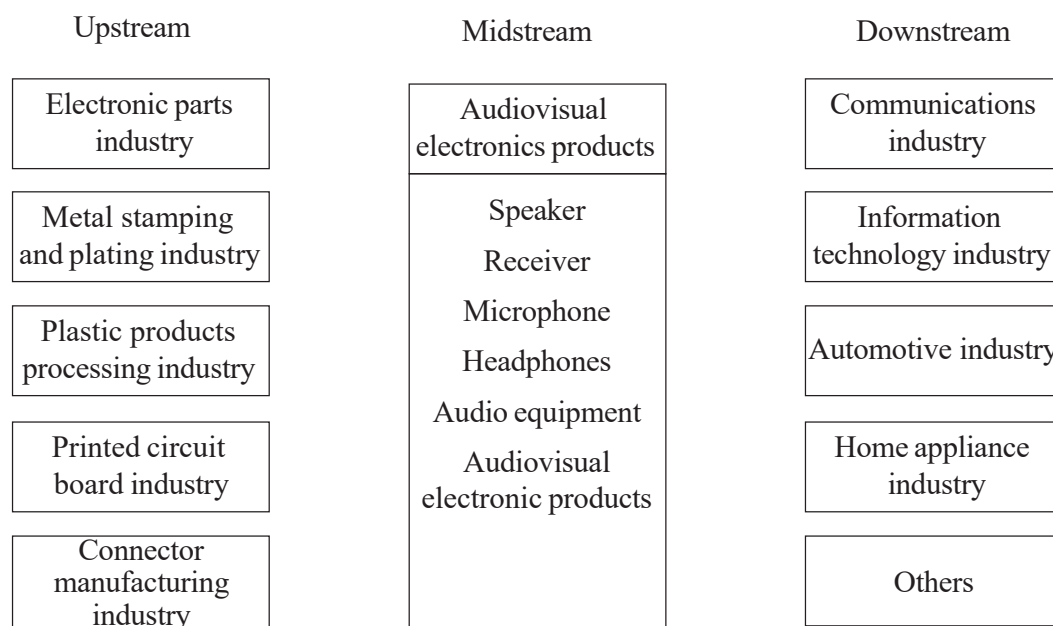 Upstream
Midstream
Downstream
Electronic parts
industry
Metal stamping
and plating industry
Plastic products
processing industry
Printed circuit
board industry
Connector
manufacturing
industry
Audiovisual
electronics products
Speaker
Receiver
Microphone
Headphones
Audio equipment
Audiovisual
electronic products
Communications
industry
Information
technology industry
Automotive industry
Home appliance
industry
Others